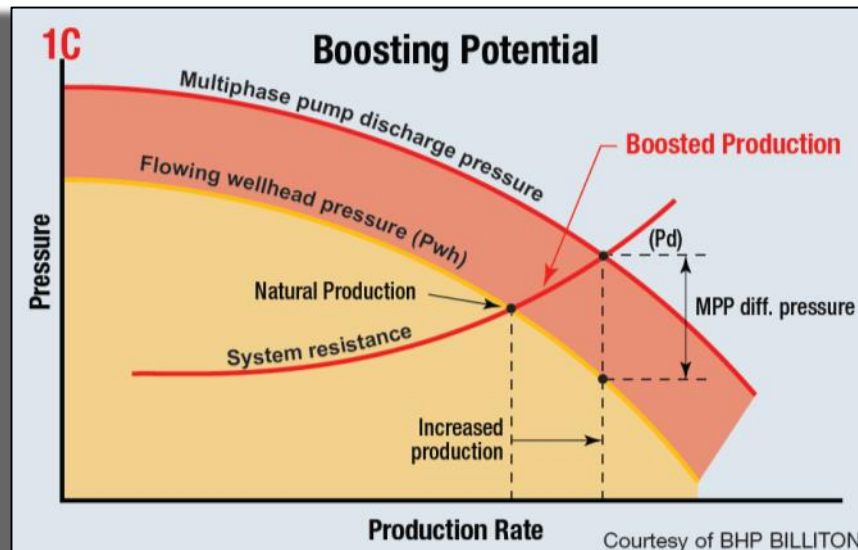 1C
Boosting Potential
Multiphase pump discharge pressure
Flowing wellhead pressure (Pwh)
Boosted Production
(Pd)
Natural Production
MPP diff. pressure
System resistance
Increased
production
Pressure
Production Rate
Courtesy of BHP BILLITON